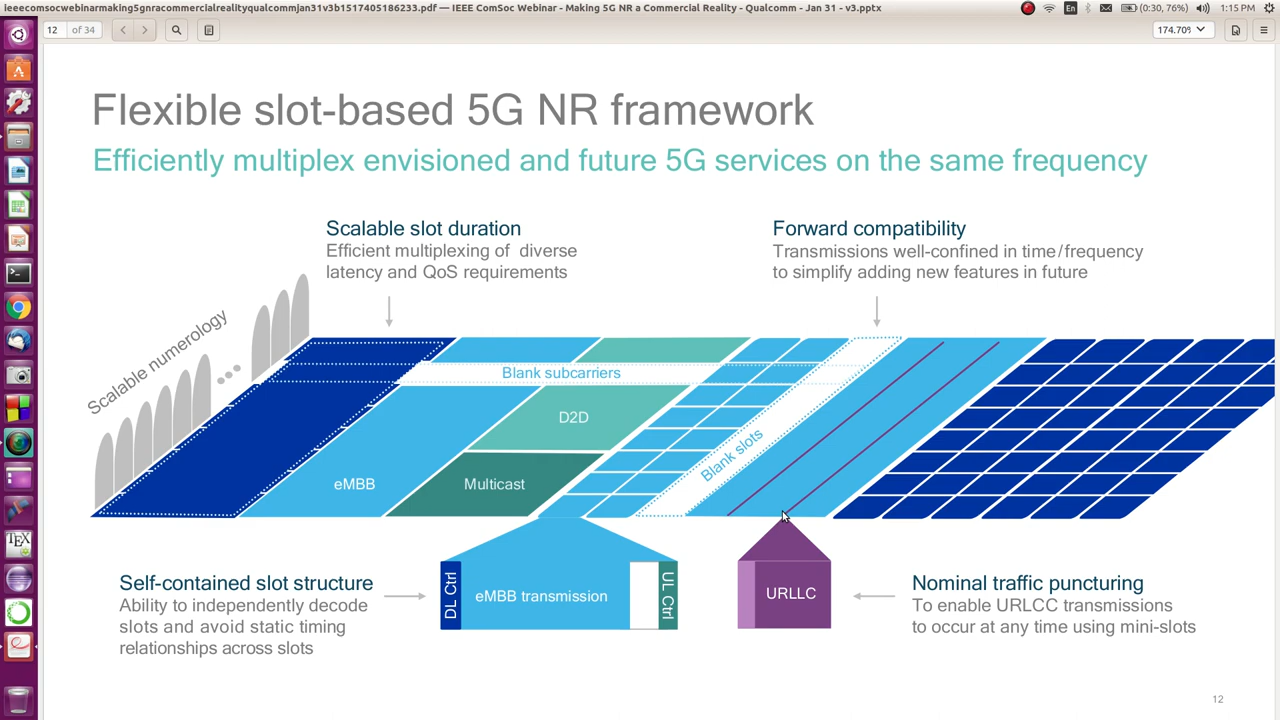 ieeecomsocwebinarmaking5gnracommercialrealityqualcommjan31v3b1517405186233.pdf — IEEE ComSoc Webinar - Making 5G NR a Commercial Reality - Qualcomm - Jan 31 - v3.pptx
En
(0:30, 76%)
1:15 PM
12
of 34
174.70%
Flexible slot-based 5G NR framework
Efficiently multiplex envisioned and future 5G services on the same frequency
Scalable slot duration
Efficient multiplexing of diverse
latency and QoS requirements
Forward compatibility
Transmissions well-confined in time/frequency
to simplify adding new features in future
Scalable numerology
Blank subcarriers
D2D
Blank slots
eMBB
Multicast
Self-contained slot structure
Ability to independently decode
slots and avoid static timing
relationships across slots
DL Ctrl
eMBB transmission
UL Ctrl
URLLC
Nominal traffic puncturing
To enable URLCC transmissions
to occur at any time using mini-slots
12